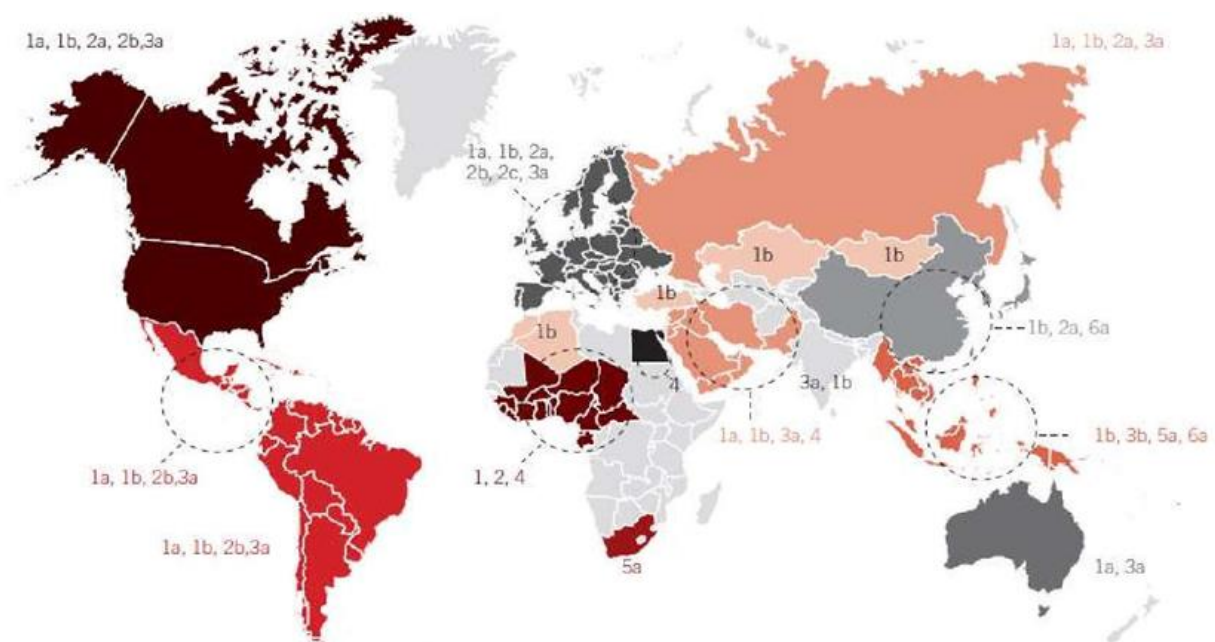 1a, 1b, 2a, 2b,3a
1a, 1b, 2a, 3a
1a, 1b, 2a,
2b, 2c, 3a
1b
1b
1b
1b
1b, 2a, 6a
4
3a, 1b
1a, 1b, 3a, 4
1b, 3b, 5a, 6a
1a, 1b, 2b,3a
1, 2, 4
1a, 1b, 2b,3a
5a
1a, 3a